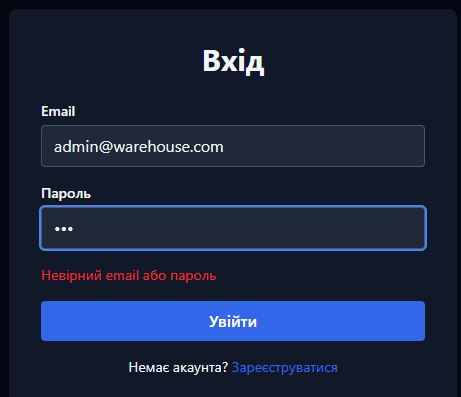 Вхід
Email
admin@warehouse.com
Пароль
•••
Невірний email або пароль
Увійти
Немає акаунта? Зареєструватися